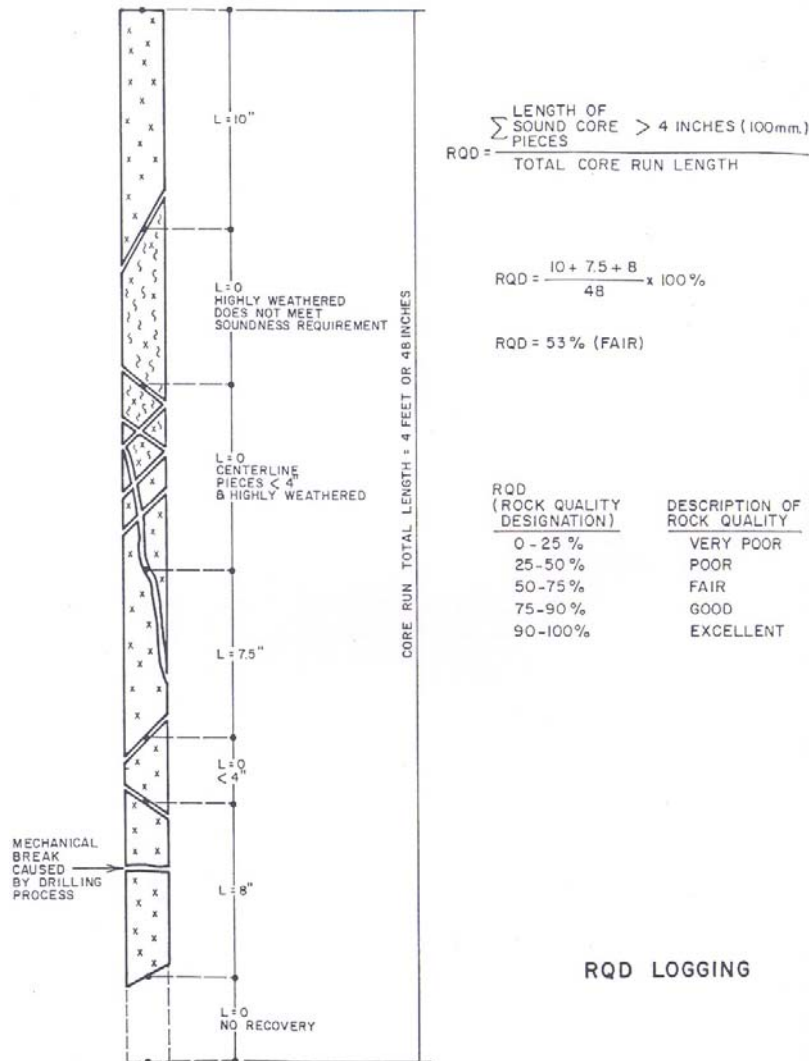 L=10"
L=0
HIGHLY WEATHERED
DOES NOT MEET
SOUNDNESS REQUIREMENT
L=0
CENTERLINE
PIECES < 4"
& HIGHLY WEATHERED
L=7.5"
L=0
< 4"
MECHANICAL
BREAK
CAUSED
BY DRILLING
PROCESS
L=8"
L=0
NO RECOVERY
CORE RUN TOTAL LENGTH = 4 FEET OR 48 INCHES
RQD = Σ LENGTH OF
SOUND CORE > 4 INCHES (100mm.)
PIECES
TOTAL CORE RUN LENGTH
RQD = 10 + 7.5 + 8 x 100%
48
RQD = 53% (FAIR)
RQD
(ROCK QUALITY DESCRIPTION OF
DESIGNATION) ROCK QUALITY
0-25% VERY POOR
25-50% POOR
50-75% FAIR
75-90% GOOD
90-100% EXCELLENT
RQD LOGGING